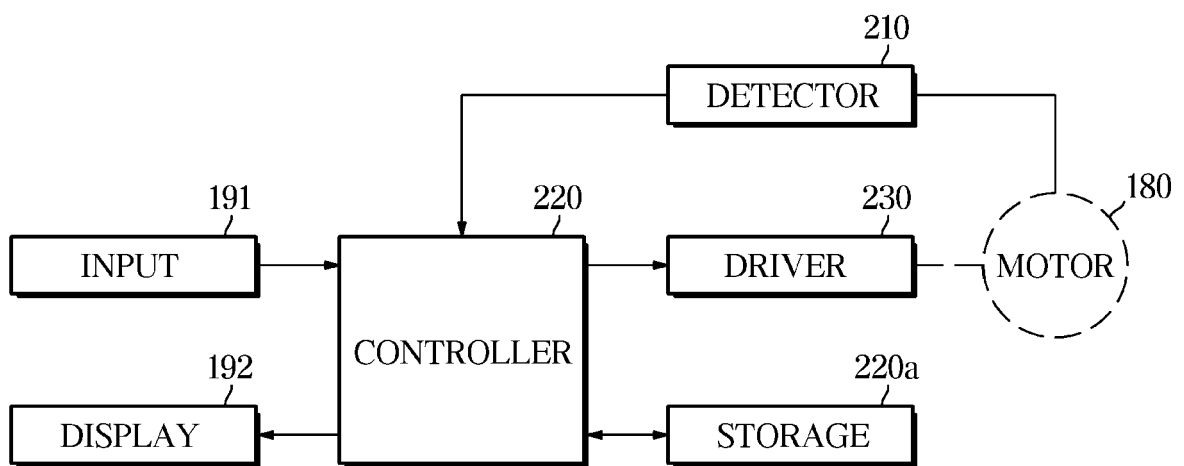 210
DETECTOR
191
220
230
180
INPUT
DRIVER
MOTOR
CONTROLLER
192
220a
DISPLAY
STORAGE